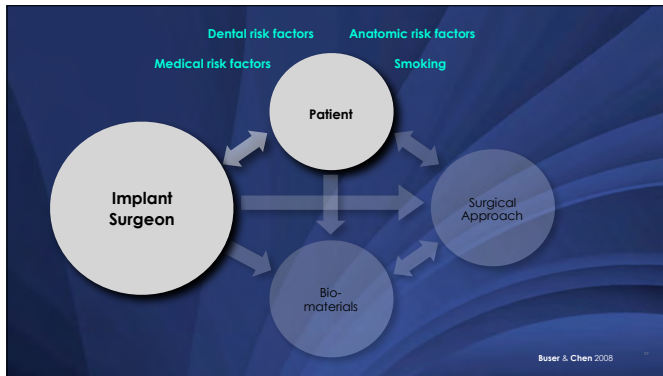 Dental risk factors
Anatomic risk factors
Medical risk factors
Smoking
Patient
Implant
Surgeon
Surgical
Approach
Bio-
materials
Buser & Chen 2008